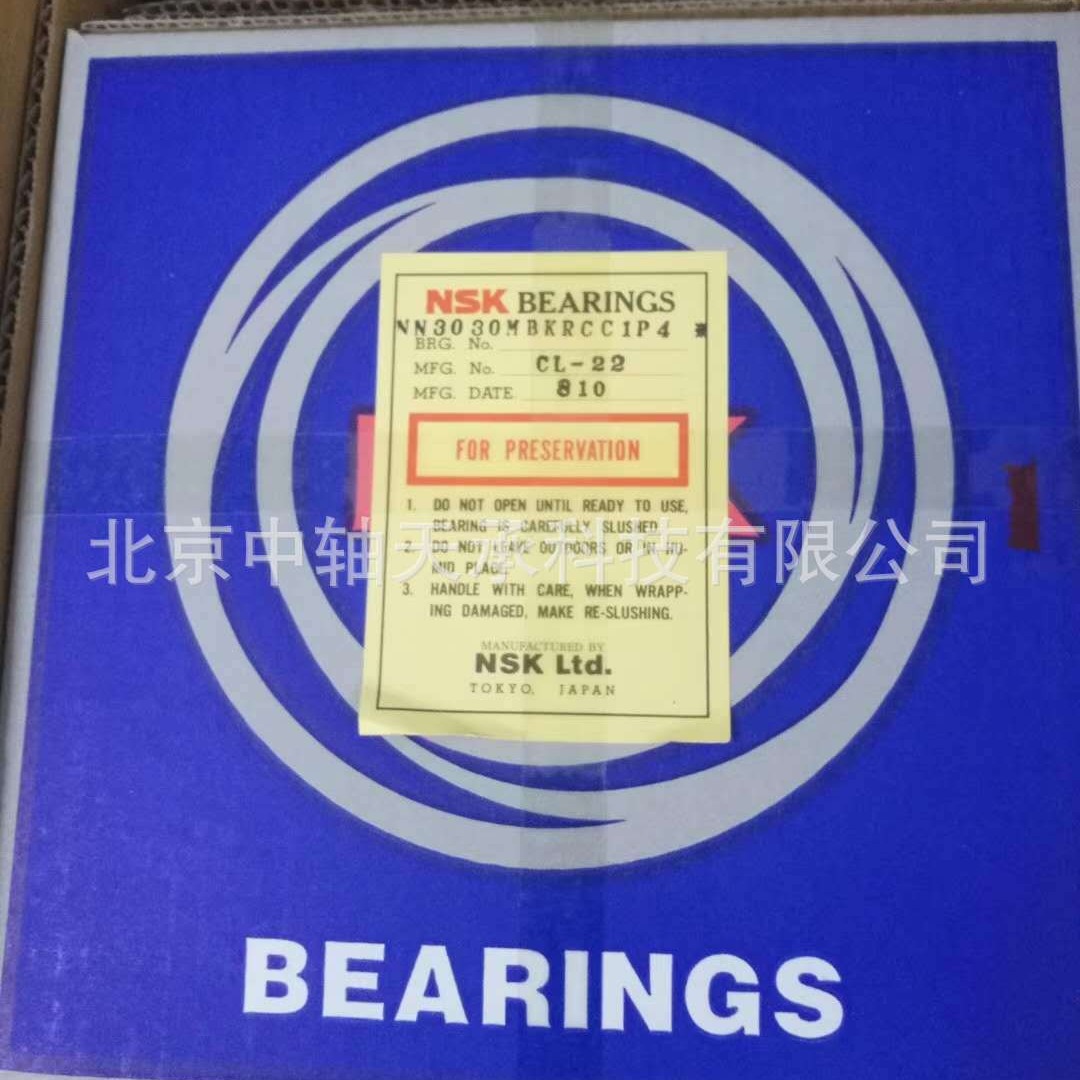 NSK BEARINGS
NN3030MBKRCC1P4 *
BRG. No.
MFG. No. CL-22
MFG. DATE 810
FOR PRESERVATION
1. DO NOT OPEN UNTIL READY TO USE,
BEARING IS CAREFULLY SLUSHED.
2. DO NOT LEAVE OUTDOORS OR IN HU-
MID PLACE.
北京中轴天承科技有限公司
3. HANDLE WITH CARE, WHEN WRAPP-
ING DAMAGED, MAKE RE-SLUSHING.
MANUFACTURED BY
NSK Ltd.
TOKYO, JAPAN
BEARINGS